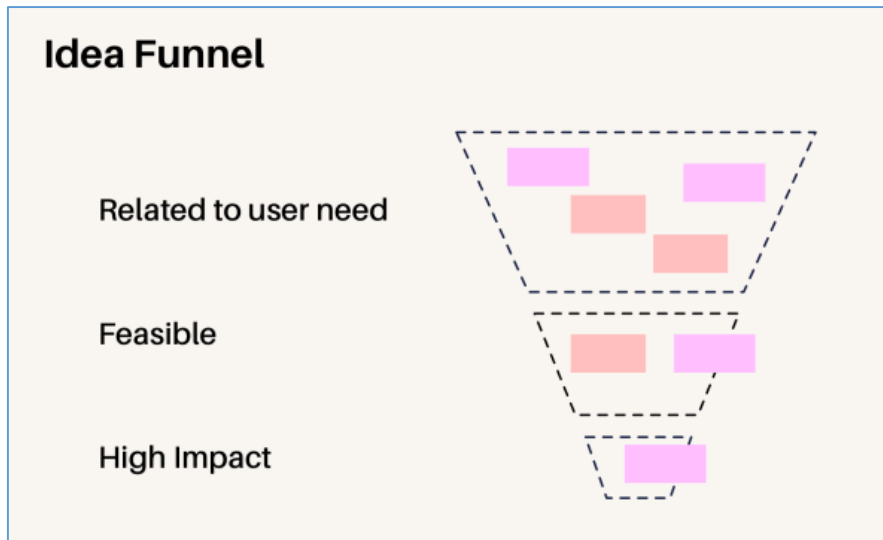 Idea Funnel
Related to user need
Feasible
High Impact